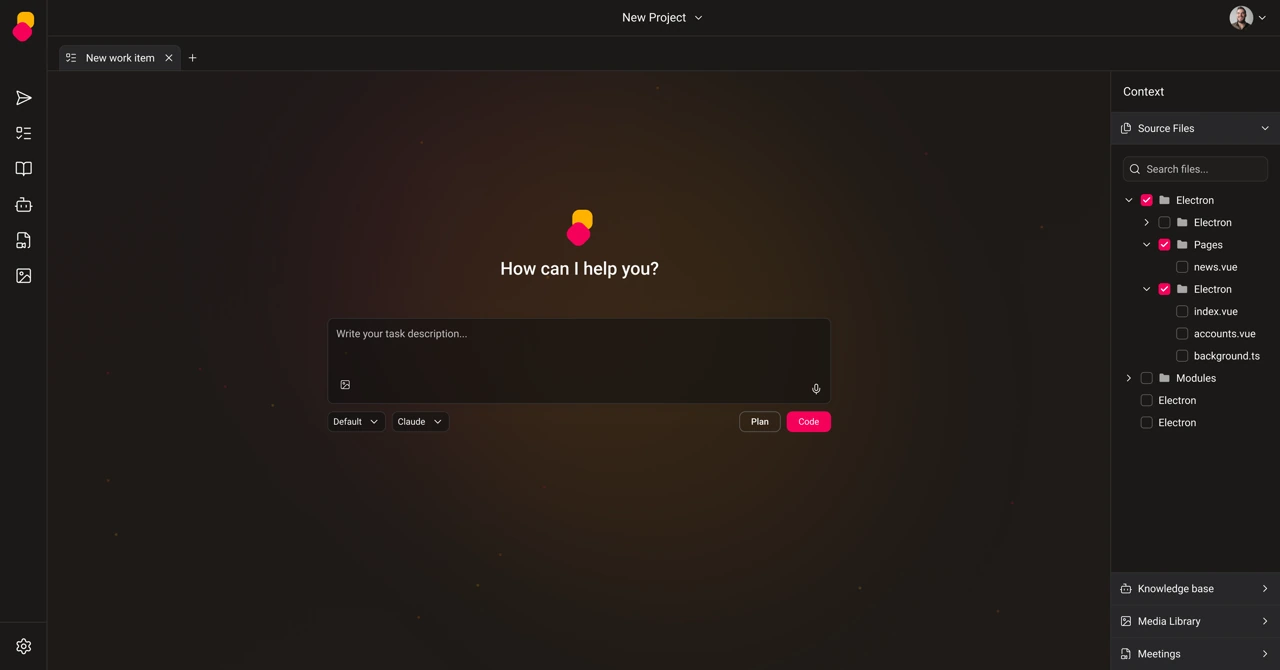 New Project
New work item
How can I help you?
Write your task description...
Default
Claude
Plan
Code
Context
Source Files
Search files...
Electron
Electron
Pages
news.vue
Electron
index.vue
accounts.vue
background.ts
Modules
Electron
Electron
Knowledge base
Media Library
Meetings